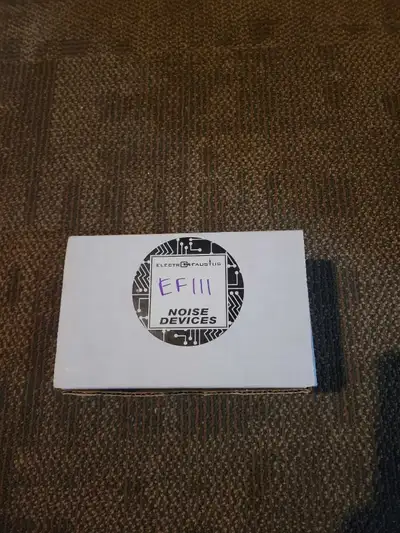 ELECTRO-FAUSTUS
EF111
NOISE
DEVICES